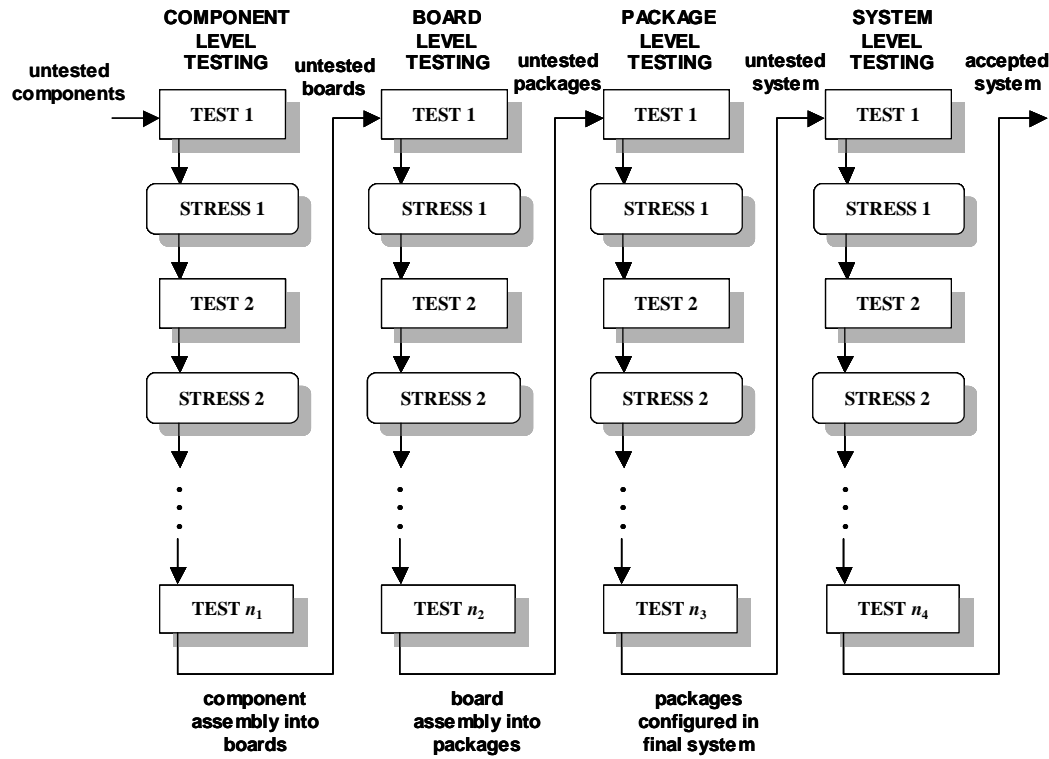 COMPONENT
LEVEL
TESTING
BOARD
LEVEL
TESTING
PACKAGE
LEVEL
TESTING
SYSTEM
LEVEL
TESTING
untested
components
untested
boards
untested
packages
untested
system
accepted
system
TEST 1
STRESS 1
TEST 2
STRESS 2
TEST n1
TEST 1
STRESS 1
TEST 2
STRESS 2
TEST n2
TEST 1
STRESS 1
TEST 2
STRESS 2
TEST n3
TEST 1
STRESS 1
TEST 2
STRESS 2
TEST n4
component
assembly into
boards
board
assembly into
packages
packages
configured in
final system